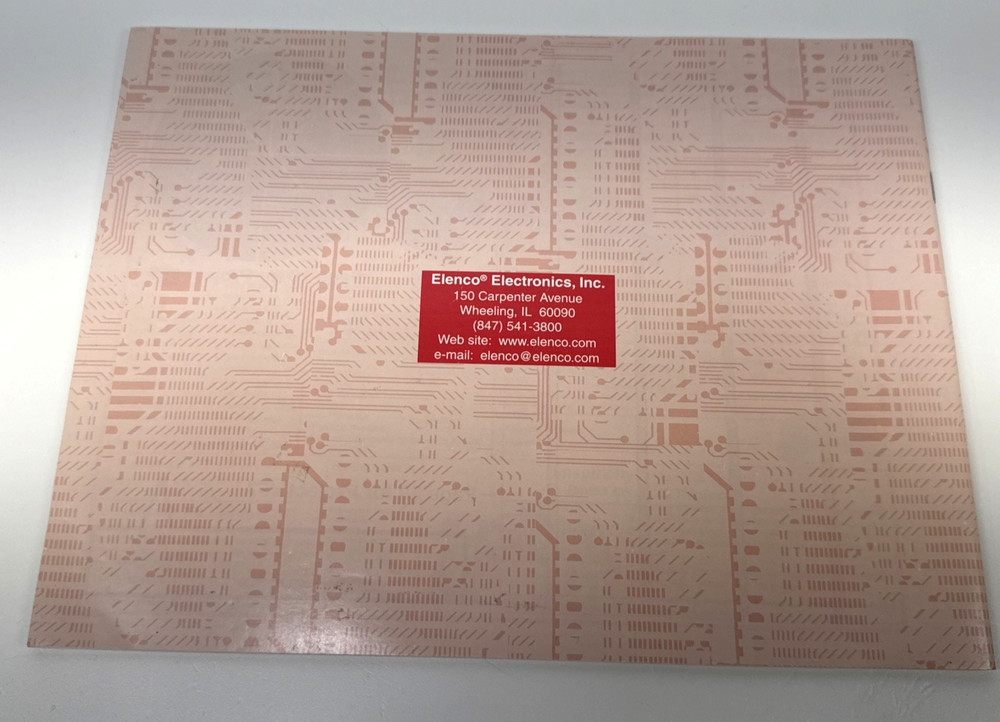 Elenco® Electronics, Inc.
150 Carpenter Avenue
Wheeling, IL 60090
(847) 541-3800
Web site: www.elenco.com
e-mail: elenco@elenco.com